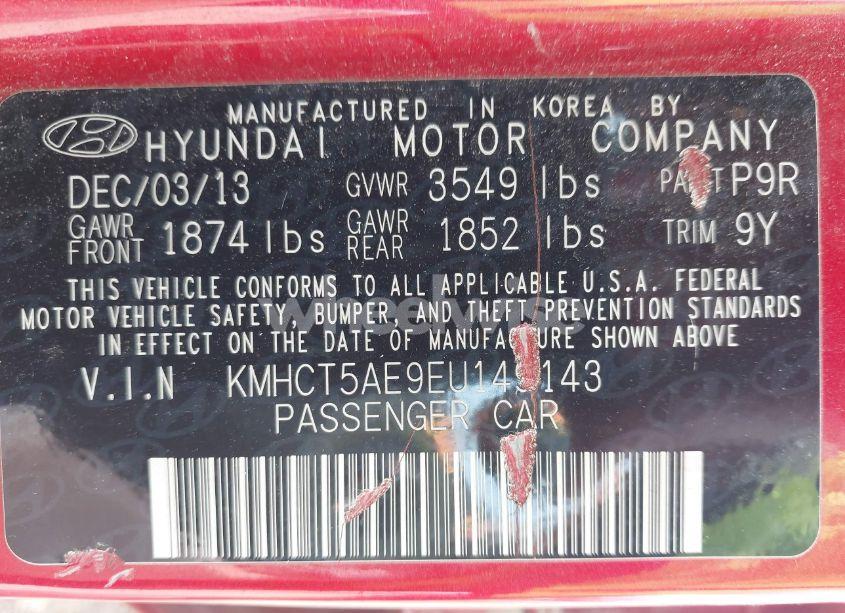 MANUFACTURED IN KOREA BY
HYUNDAI MOTOR COMPANY
DEC/03/13 GVWR 3549 lbs P9R
GAWR FRONT 1874 lbs GAWR REAR 1852 lbs TRIM 9Y
THIS VEHICLE CONFORMS TO ALL APPLICABLE U.S.A. FEDERAL
MOTOR VEHICLE SAFETY, BUMPER, AND THEFT PREVENTION STANDARDS
IN EFFECT ON THE DATE OF MANUFACTURE SHOWN ABOVE
V.I.N
PASSENGER CAR